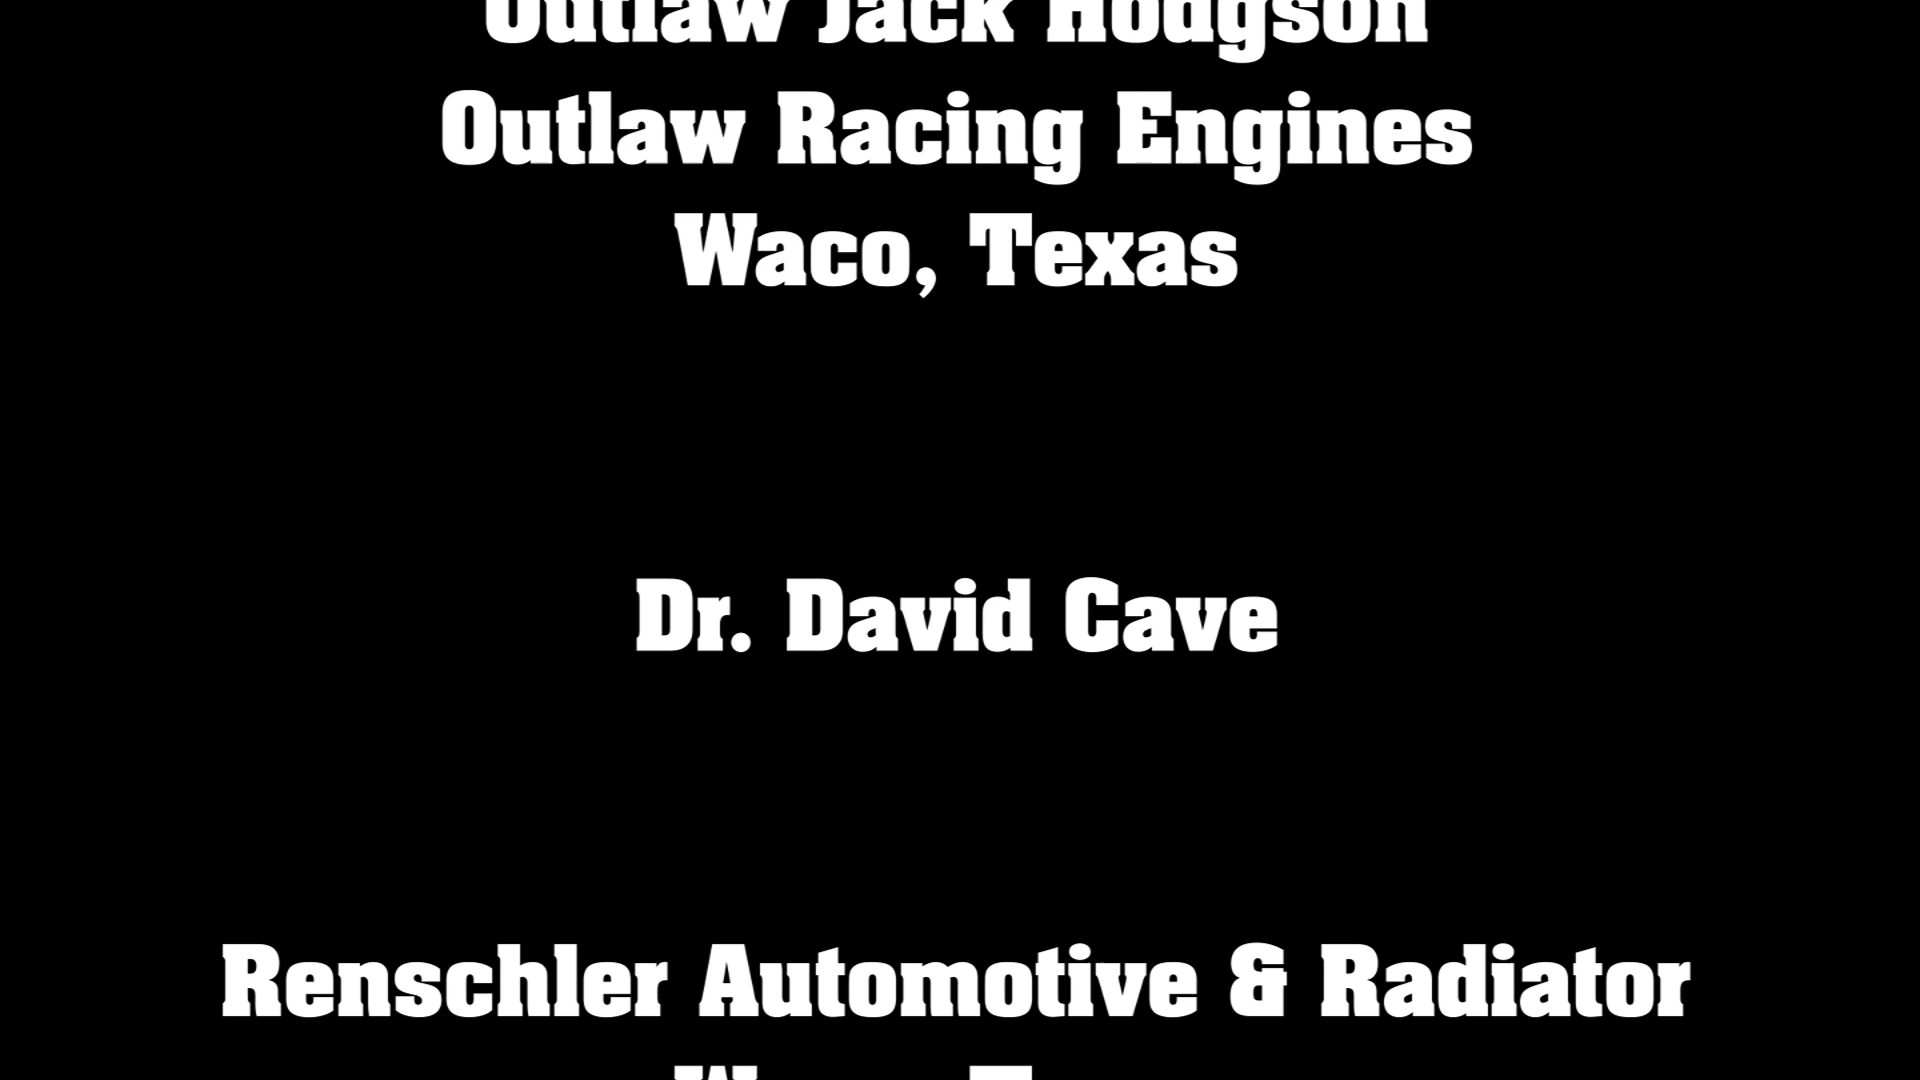 Outlaw Jack Hodgson
Outlaw Racing Engines
Waco, Texas
Dr. David Cave
Renschler Automotive & Radiator